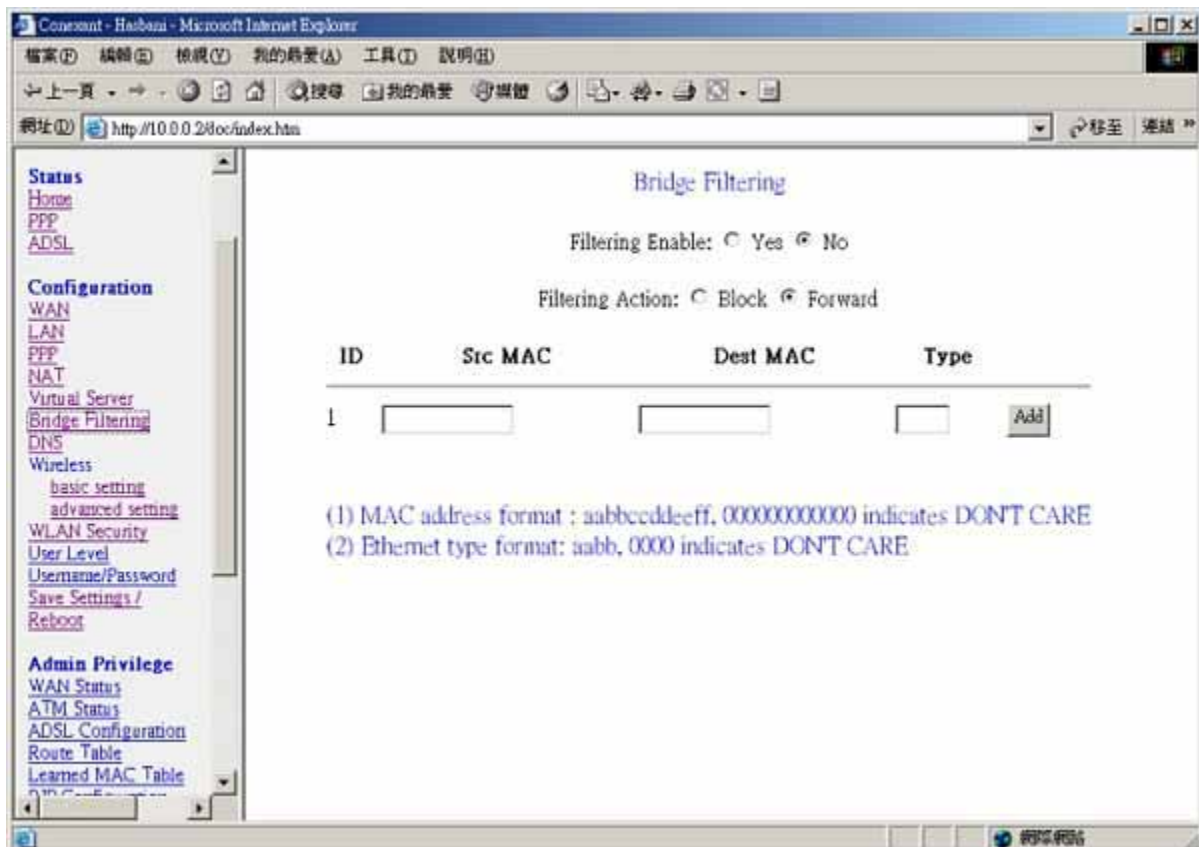 Conexant - Hasbani - Microsoft Internet Explorer
檔案(F) 編輯(E) 檢視(V) 我的最愛(A) 工具(T) 說明(H)
上一頁 搜尋 我的最愛 媒體
網址(D) http://10.0.0.2/doc/index.htm 移至 連結 »
Status
Home
PPP
ADSL
Configuration
WAN
LAN
PPP
NAT
Virtual Server
Bridge Filtering
DNS
Wireless
basic setting
advanced setting
WLAN Security
User Level
Username/Password
Save Settings /
Reboot
Admin Privilege
WAN Status
ATM Status
ADSL Configuration
Route Table
Learned MAC Table
Bridge Filtering
Filtering Enable: Yes No
Filtering Action: Block Forward
ID Src MAC Dest MAC Type
1 Add
(1) MAC address format : aabbccddeeff, 000000000000 indicates DON'T CARE
(2) Ethernet type format: aabb, 0000 indicates DON'T CARE
網際網路